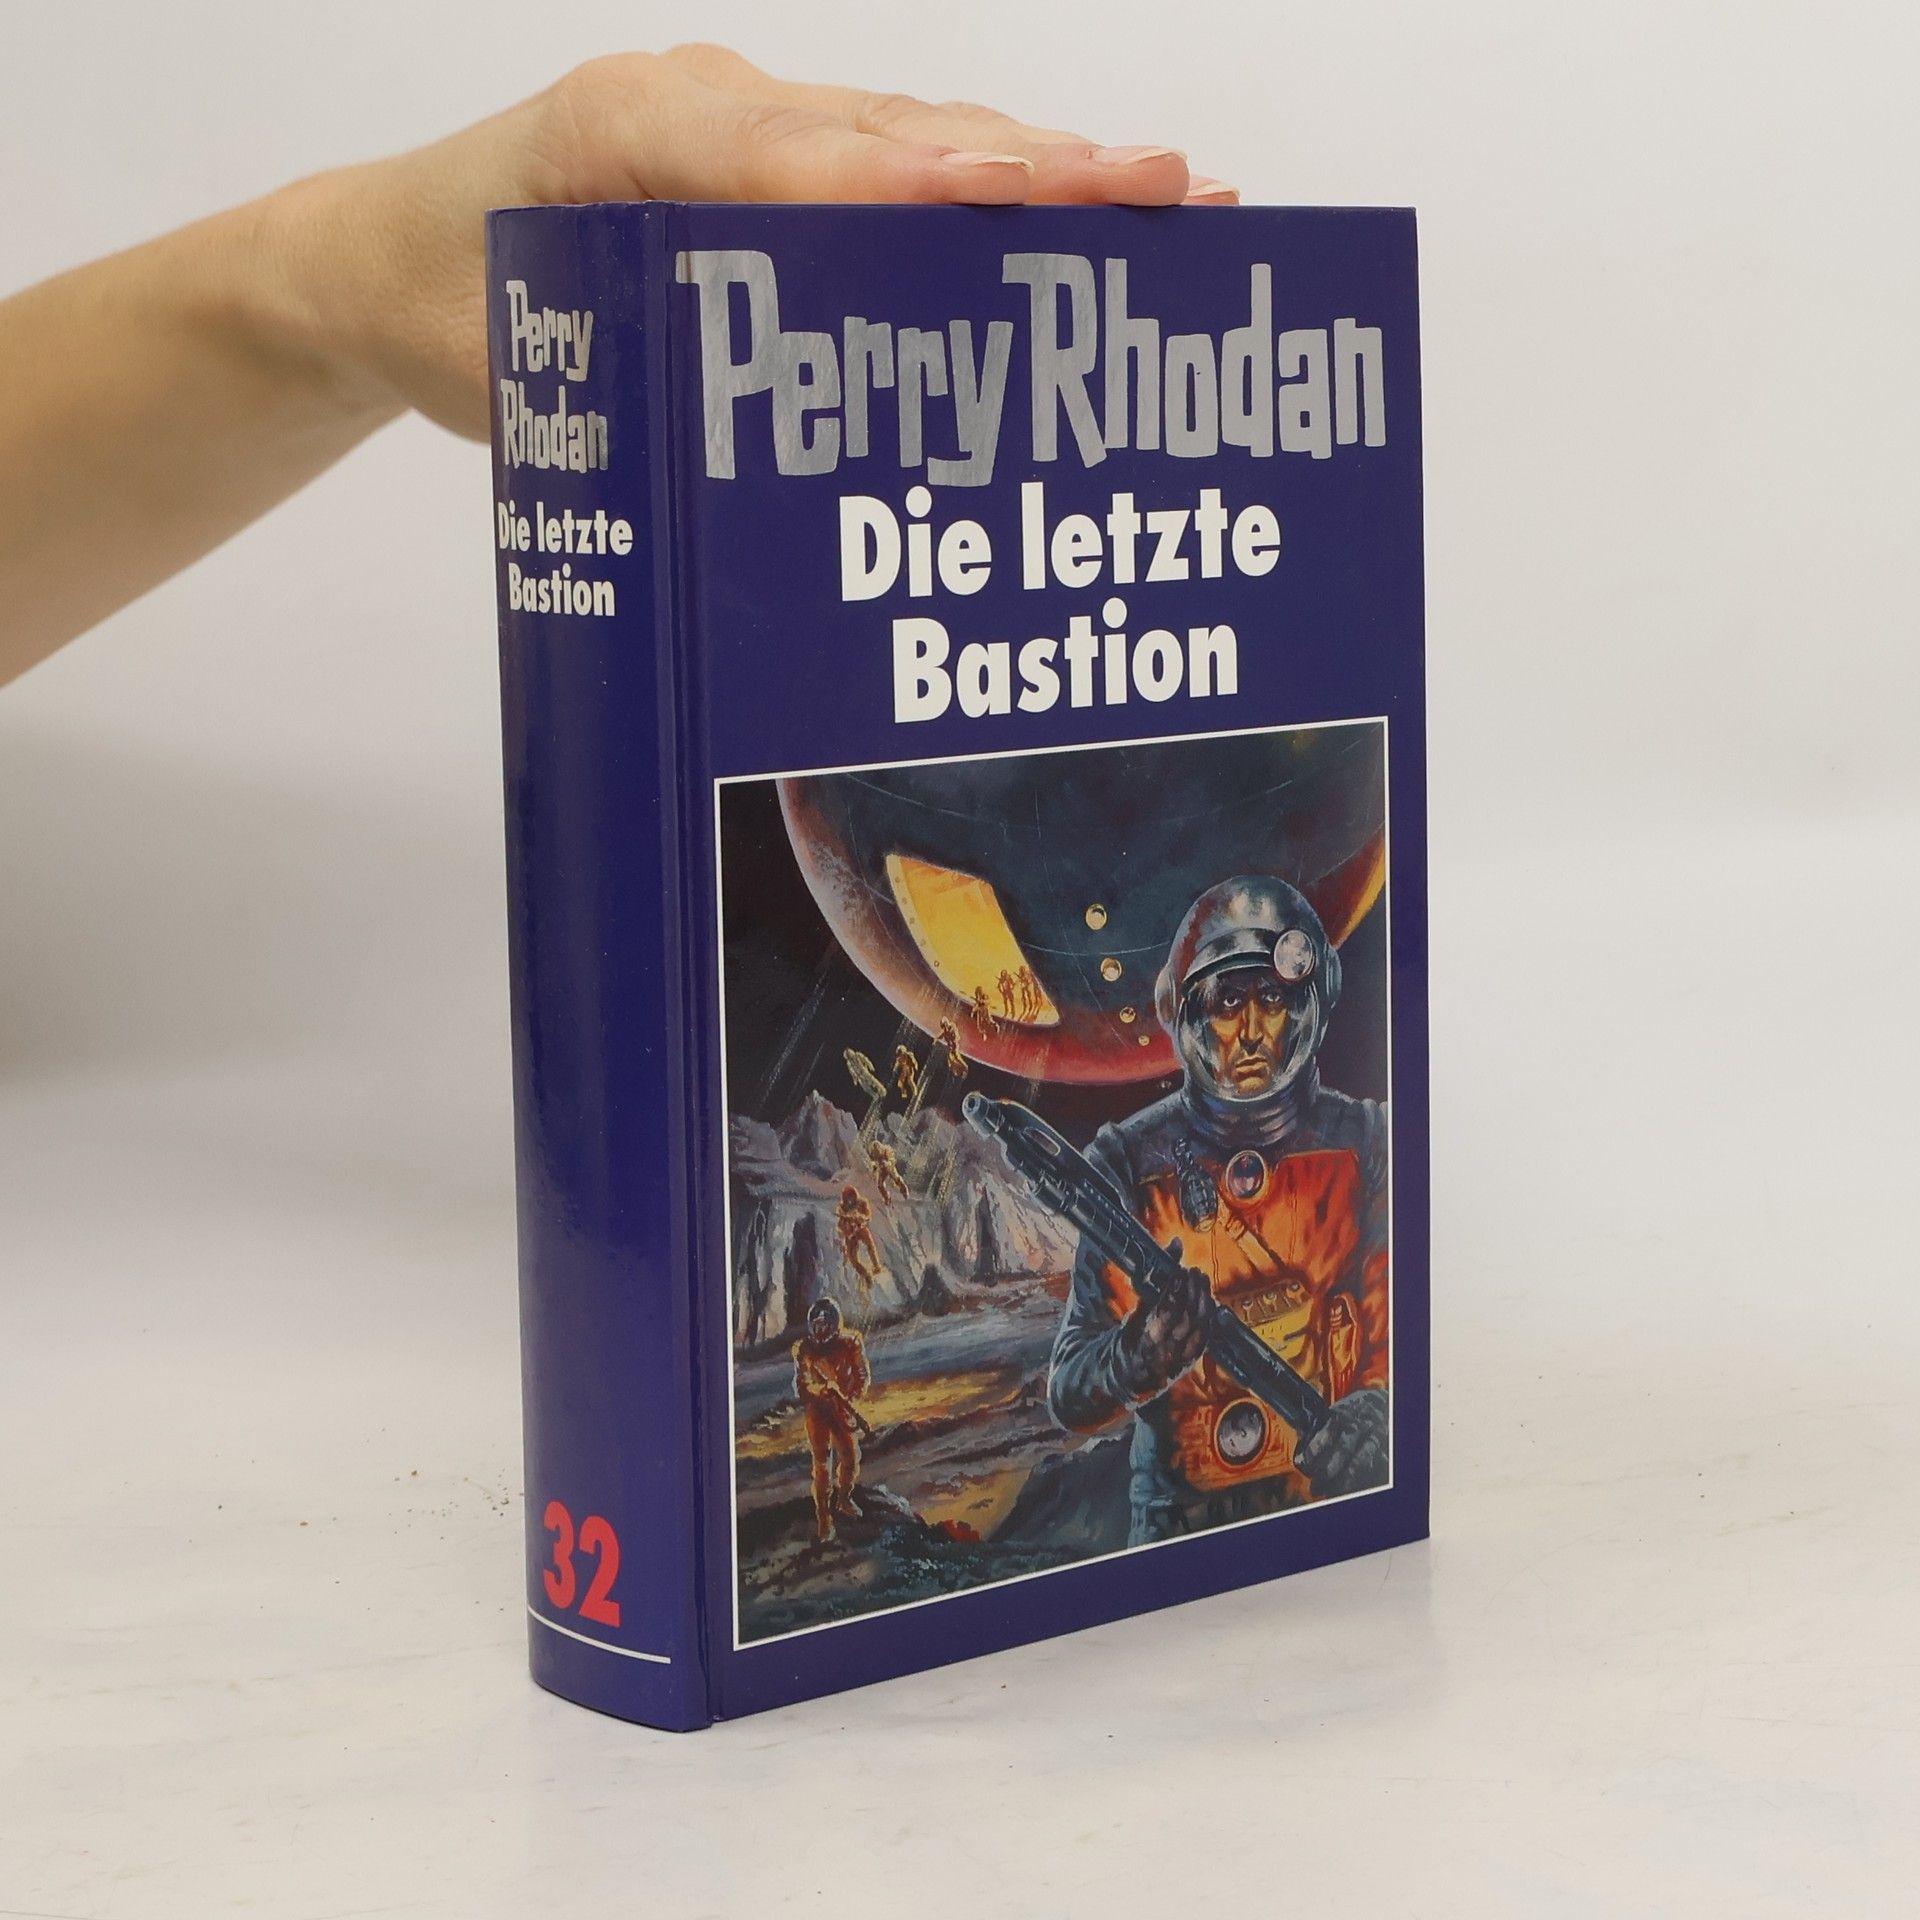 Perry
Rhodan
Die letzte
Bastion
32
Perry Rhodan
Die letzte
Bastion